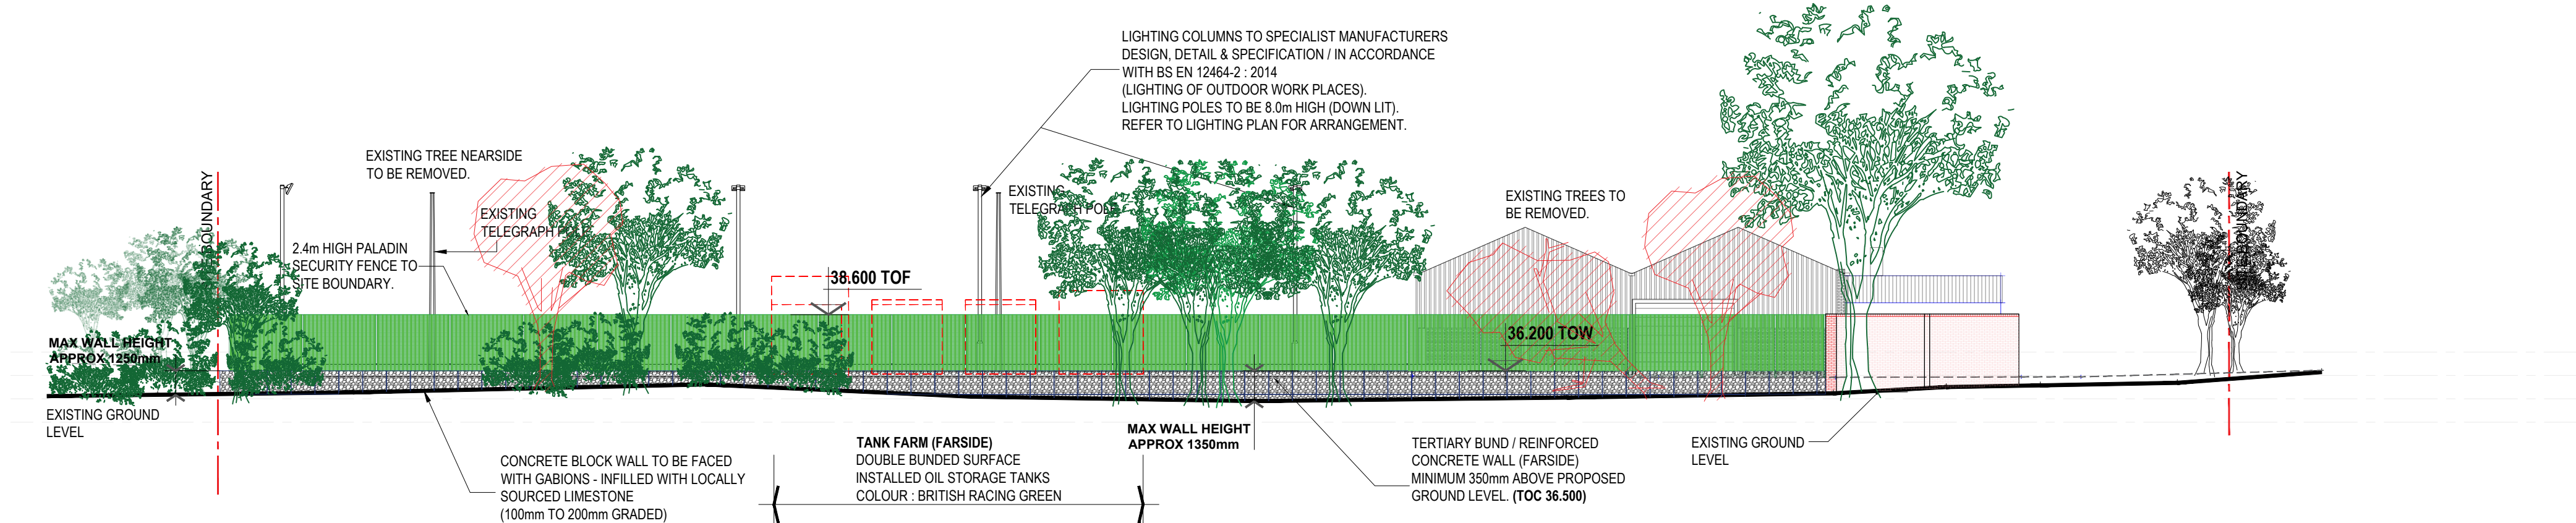 LIGHTING COLUMNS TO SPECIALIST MANUFACTURERS
DESIGN, DETAIL & SPECIFICATION / IN ACCORDANCE
WITH BS EN 12464-2 : 2014
(LIGHTING OF OUTDOOR WORK PLACES).
LIGHTING POLES TO BE 8.0m HIGH (DOWN LIT).
REFER TO LIGHTING PLAN FOR ARRANGEMENT.
EXISTING TREE NEARSIDE
TO BE REMOVED.
BOUNDARY
EXISTING
TELEGRAPH POLE
2.4m HIGH PALADIN
SECURITY FENCE TO
SITE BOUNDARY.
38.600 TOF
EXISTING
TELEGRAPH POLE
EXISTING TREES TO
BE REMOVED.
BOUNDARY
36.200 TOW
MAX WALL HEIGHT
APPROX 1250mm
EXISTING GROUND
LEVEL
CONCRETE BLOCK WALL TO BE FACED
WITH GABIONS - INFILLED WITH LOCALLY
SOURCED LIMESTONE
(100mm TO 200mm GRADED)
TANK FARM (FARSIDE)
DOUBLE BUNDED SURFACE
INSTALLED OIL STORAGE TANKS
COLOUR : BRITISH RACING GREEN
MAX WALL HEIGHT
APPROX 1350mm
TERTIARY BUND / REINFORCED
CONCRETE WALL (FARSIDE)
MINIMUM 350mm ABOVE PROPOSED
GROUND LEVEL. (TOC 36.500)
EXISTING GROUND
LEVEL